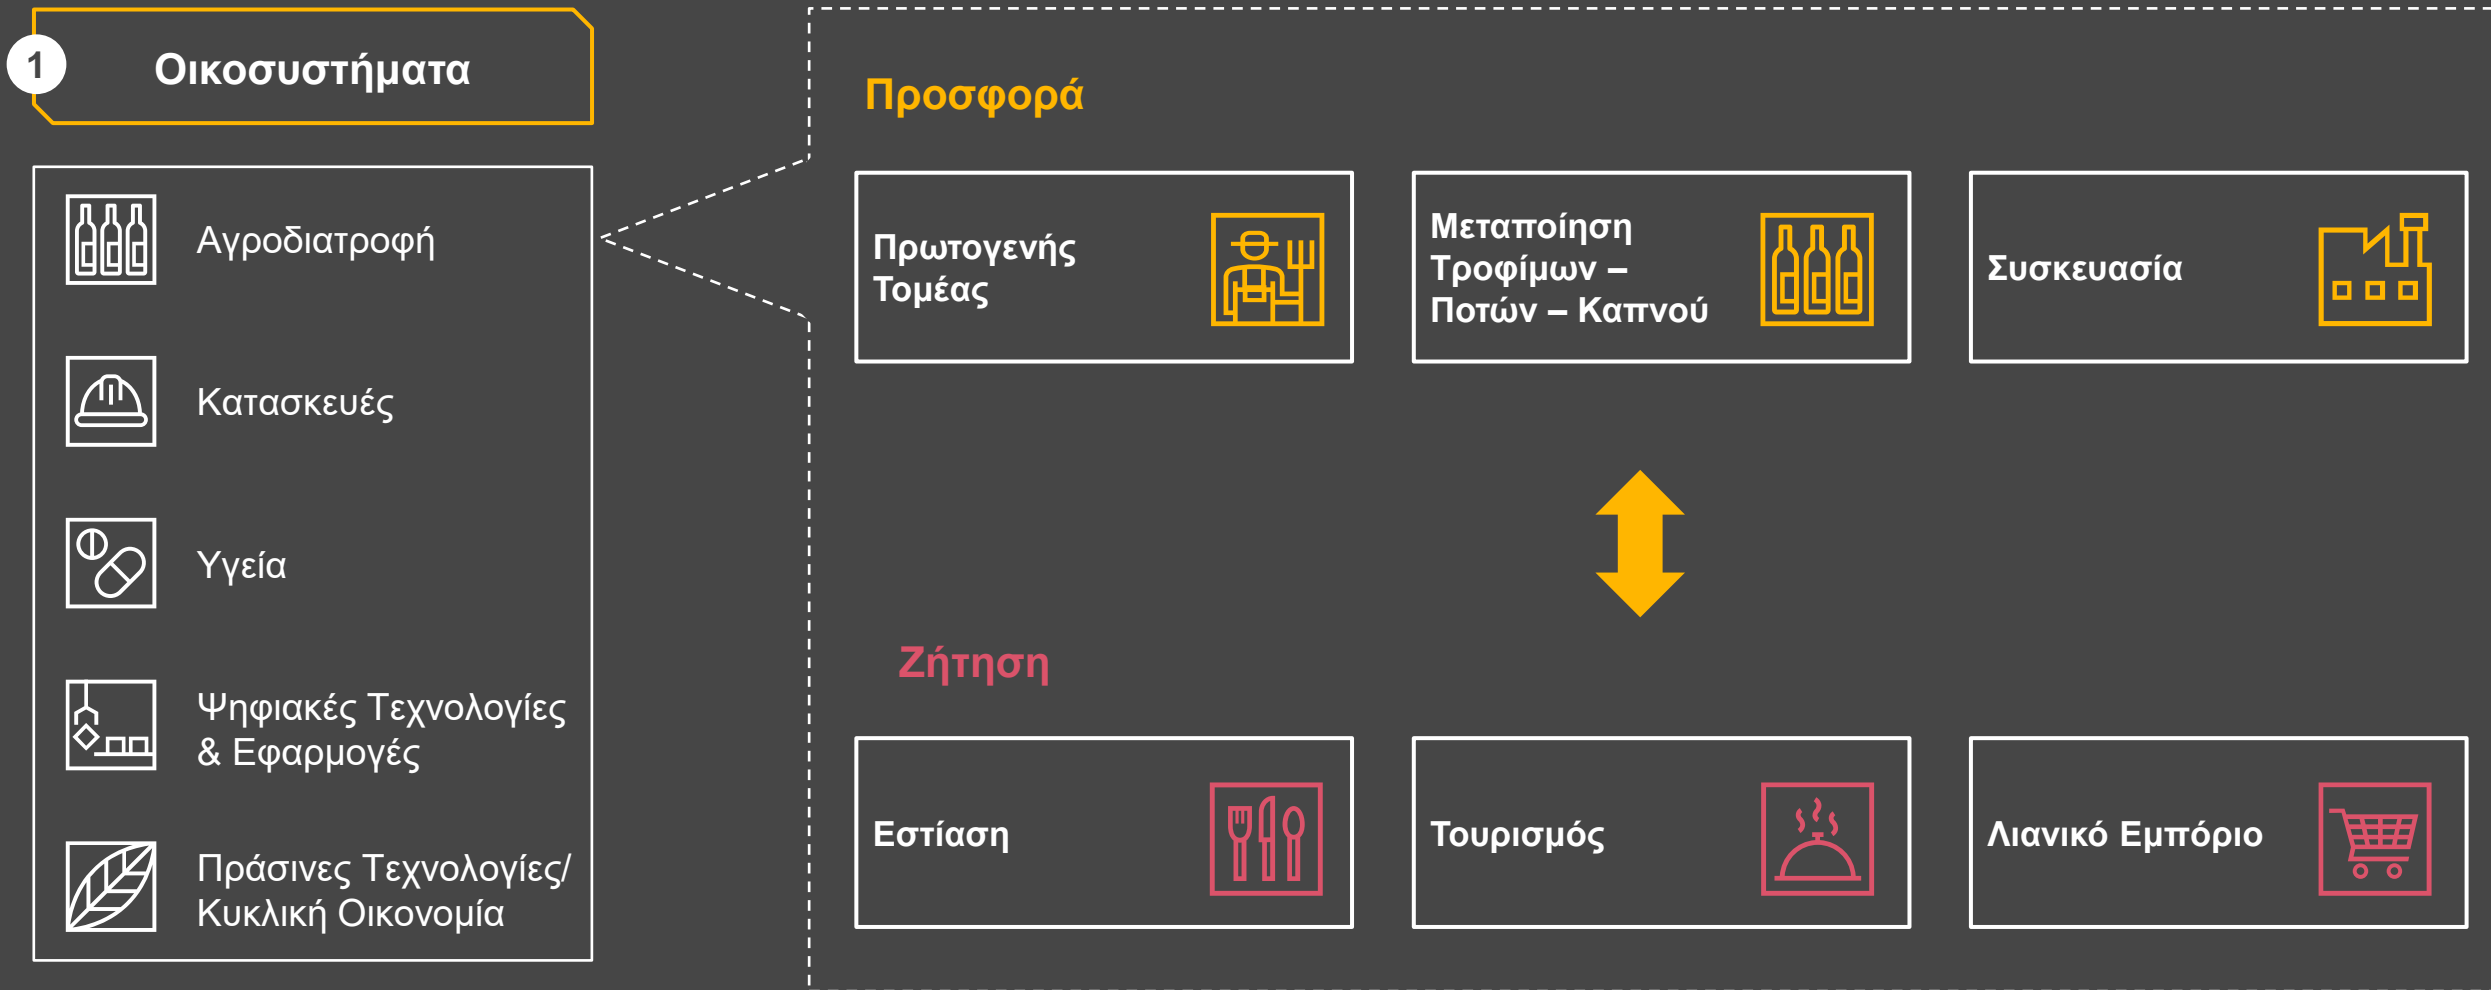 1
Οικοσυστήματα
Αγροδιατροφή
Κατασκευές
Υγεία
Ψηφιακές Τεχνολογίες
& Εφαρμογές
Πράσινες Τεχνολογίες/
Κυκλική Οικονομία
Προσφορά
Πρωτογενής
Τομέας
Μεταποίηση
Τροφίμων –
Ποτών – Καπνού
Συσκευασία
Ζήτηση
Εστίαση
Τουρισμός
Λιανικό Εμπόριο